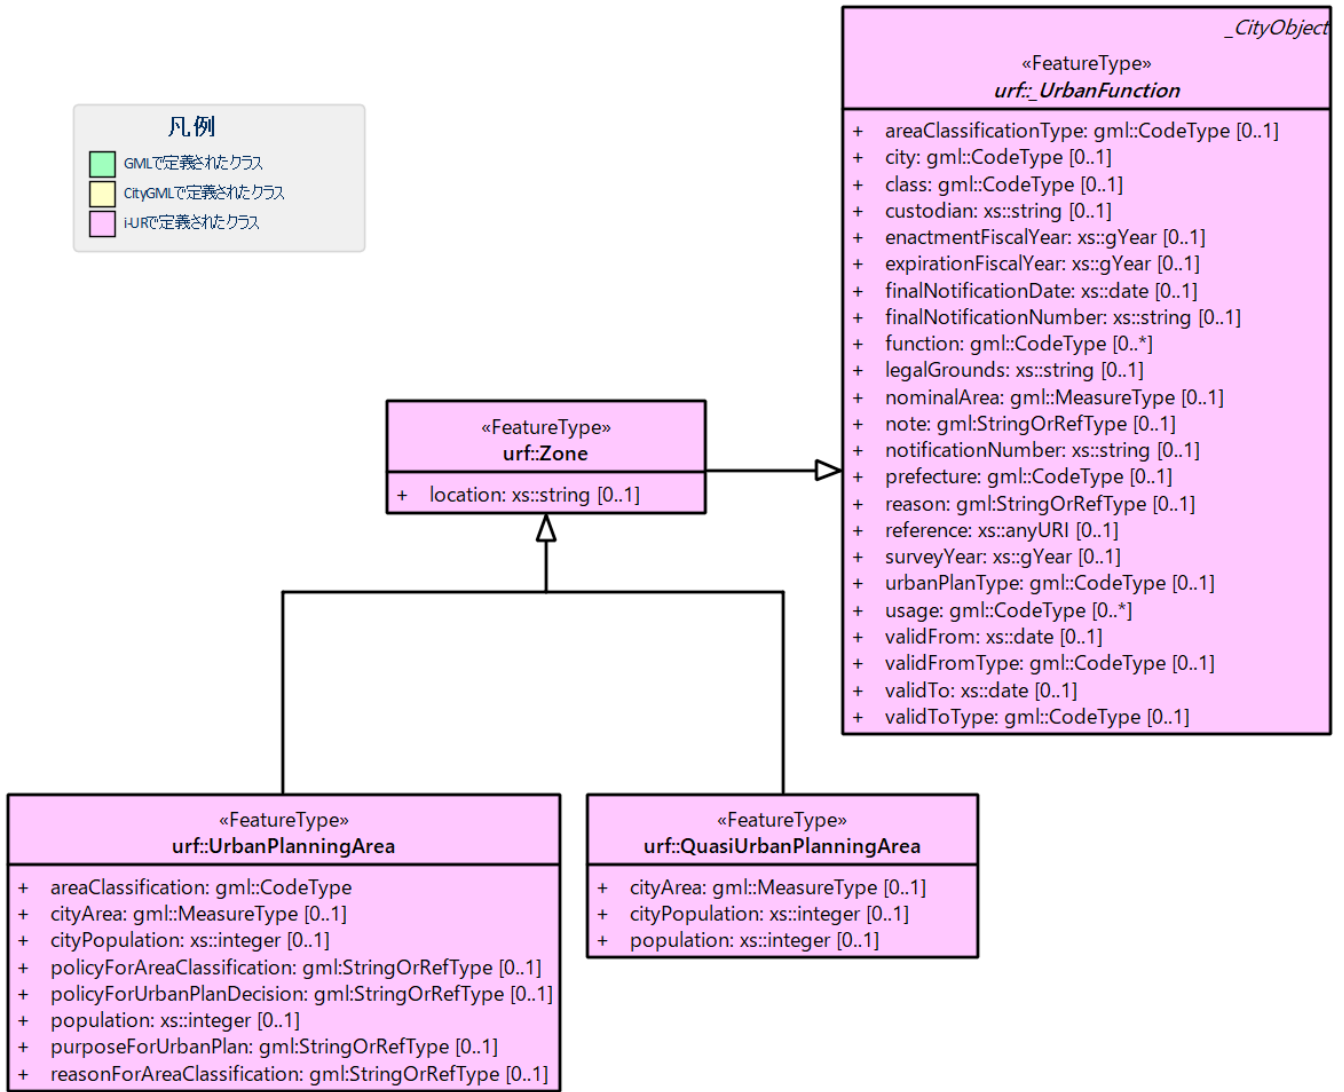 凡例
GMLで定義されたクラス
CityGMLで定義されたクラス
i-URで定義されたクラス
_CityObject
«FeatureType»
urf::_UrbanFunction
+ areaClassificationType: gml::CodeType [0..1]
+ city: gml::CodeType [0..1]
+ class: gml::CodeType [0..1]
+ custodian: xs::string [0..1]
+ enactmentFiscalYear: xs::gYear [0..1]
+ expirationFiscalYear: xs::gYear [0..1]
+ finalNotificationDate: xs::date [0..1]
+ finalNotificationNumber: xs::string [0..1]
+ function: gml::CodeType [0..*]
+ legalGrounds: xs::string [0..1]
+ nominalArea: gml::MeasureType [0..1]
+ note: gml:StringOrRefType [0..1]
+ notificationNumber: xs::string [0..1]
+ prefecture: gml::CodeType [0..1]
+ reason: gml:StringOrRefType [0..1]
+ reference: xs::anyURI [0..1]
+ surveyYear: xs::gYear [0..1]
+ urbanPlanType: gml::CodeType [0..1]
+ usage: gml::CodeType [0..*]
+ validFrom: xs::date [0..1]
+ validFromType: gml::CodeType [0..1]
+ validTo: xs::date [0..1]
+ validToType: gml::CodeType [0..1]
«FeatureType»
urf::Zone
+ location: xs::string [0..1]
«FeatureType»
urf::UrbanPlanningArea
+ areaClassification: gml::CodeType
+ cityArea: gml::MeasureType [0..1]
+ cityPopulation: xs::integer [0..1]
+ policyForAreaClassification: gml:StringOrRefType [0..1]
+ policyForUrbanPlanDecision: gml:StringOrRefType [0..1]
+ population: xs::integer [0..1]
+ purposeForUrbanPlan: gml:StringOrRefType [0..1]
+ reasonForAreaClassification: gml:StringOrRefType [0..1]
«FeatureType»
urf::QuasiUrbanPlanningArea
+ cityArea: gml::MeasureType [0..1]
+ cityPopulation: xs::integer [0..1]
+ population: xs::integer [0..1]